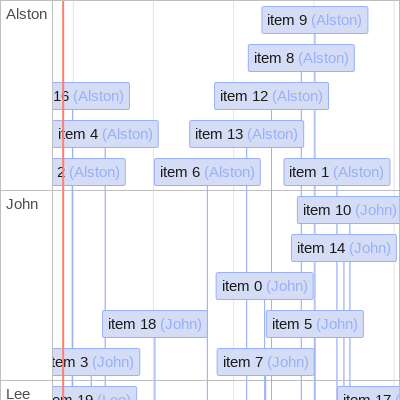 Alston
item 9 (Alston)
item 8 (Alston)
16 (Alston)
item 12 (Alston)
item 4 (Alston)
item 13 (Alston)
2 (Alston)
item 6 (Alston)
item 1 (Alston)
John
item 10 (John)
item 14 (John)
item 0 (John)
item 18 (John)
item 5 (John)
tem 3 (John)
item 7 (John)
Lee
em 19 (Lee)
item 17 (